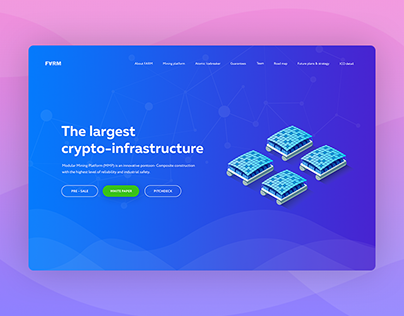 FVRM
About FARM Mining platform Atomic habitator Guarantees Team Road map Future plans & strategy ICO detail
The largest
crypto-infrastructure
Modular Mining Platform (MMP) is an innovative pontoon- Composite construction
with the highest level of reliability and industrial safety.
PRE - SALE WHITE PAPER PITCHDECK